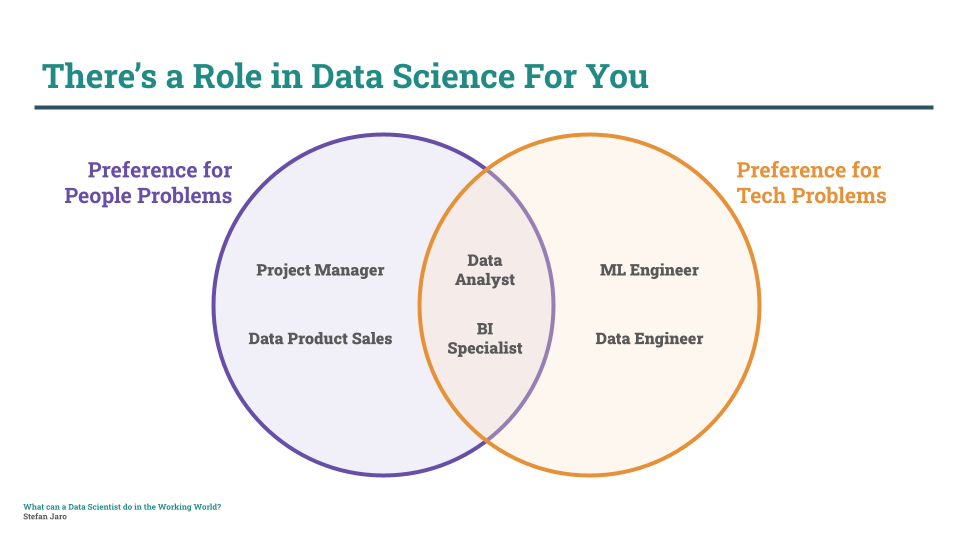 There’s a Role in Data Science For You
Preference for
People Problems
Preference for
Tech Problems
Project Manager
Data
Analyst
ML Engineer
Data Product Sales
BI
Specialist
Data Engineer
What can a Data Scientist do in the Working World?
Stefan Jaro